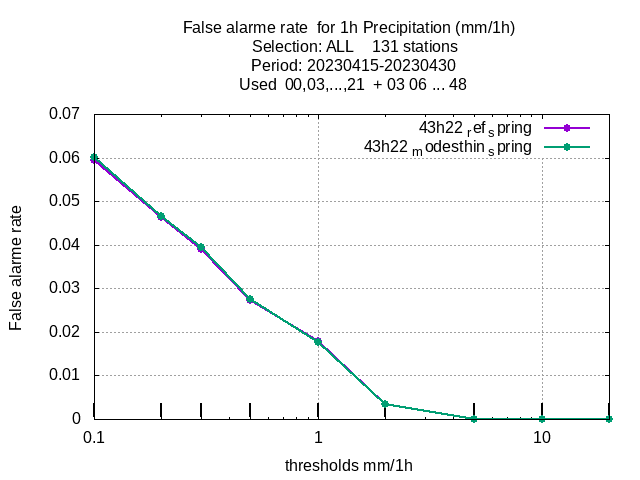 False alarme rate  for 1h Precipitation (mm/1h)
Selection: ALL    131 stations
Period: 20230415-20230430
Used  00,03,...,21  + 03 06 ... 48
43h22 ref spring
43h22 modesthin spring
False alarme rate
0.07
0.06
0.05
0.04
0.03
0.02
0.01
0
0.1
1
10
thresholds mm/1h